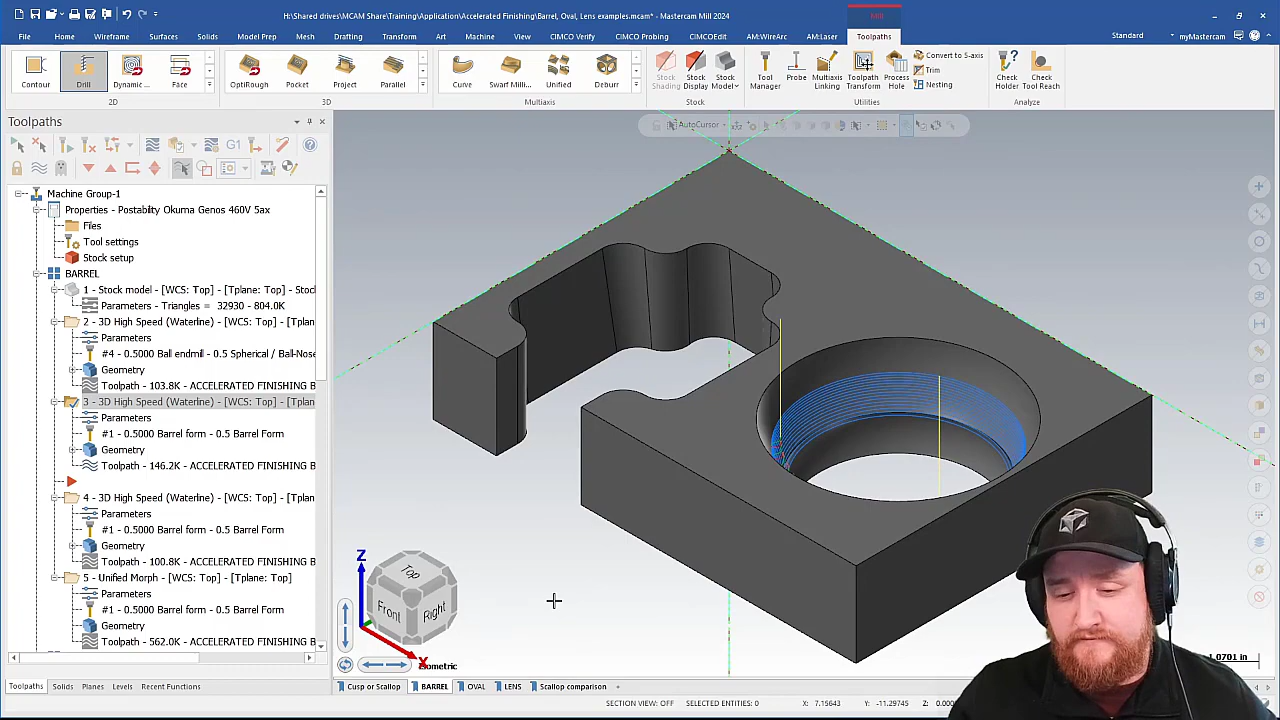 H:\Shared drives\MCAM Share\Training\Application\Accelerated Finishing\Barrel, Oval, Lens examples.mcam* - Mastercam Mill 2024
Mill
File Home Wireframe Surfaces Solids Model Prep Mesh Drafting Transform Art Machine View CIMCO Verify CIMCO Probing CIMCOEdit AM:WireArc AM:Laser Toolpaths Standard myMastercam
Contour Drill Dynamic ... Face OptiRough Pocket Project Parallel Curve Swarf Milli... Unified Deburr Stock Shading Stock Display Stock Model Tool Manager Probe Multiaxis Linking Toolpath Transform Process Hole Convert to 5-axis Trim Nesting Check Holder Check Tool Reach
2D 3D Multiaxis Stock Utilities Analyze
Toolpaths
AutoCursor
G1
Machine Group-1
Properties - Postability Okuma Genos 460V 5ax
Files
Tool settings
Stock setup
BARREL
1 - Stock model - [WCS: Top] - [Tplane: Top] - Stoc
Parameters - Triangles = 32930 - 804.0K
2 - 3D High Speed (Waterline) - [WCS: Top] - [Tplan
Parameters
#4 - 0.5000 Ball endmill - 0.5 Spherical / Ball-Nose
Geometry
Toolpath - 103.8K - ACCELERATED FINISHING B
3 - 3D High Speed (Waterline) - [WCS: Top] - [Tplan
Parameters
#1 - 0.5000 Barrel form - 0.5 Barrel Form
Geometry
Toolpath - 146.2K - ACCELERATED FINISHING B
4 - 3D High Speed (Waterline) - [WCS: Top] - [Tplan
Parameters
#1 - 0.5000 Barrel form - 0.5 Barrel Form
Geometry
Toolpath - 100.8K - ACCELERATED FINISHING B
5 - Unified Morph - [WCS: Top] - [Tplane: Top]
Parameters
#1 - 0.5000 Barrel form - 0.5 Barrel Form
Geometry
Toolpath - 562.0K - ACCELERATED FINISHING B
Z
Top
Front Right
X
Isometric
1.0701 in
Toolpaths Solids Planes Levels Recent Functions
Cusp or Scallop BARREL OVAL LENS Scallop comparison +
SECTION VIEW: OFF SELECTED ENTITIES: 0 X: 7.15643 Y: -11.29745 Z: 0.000